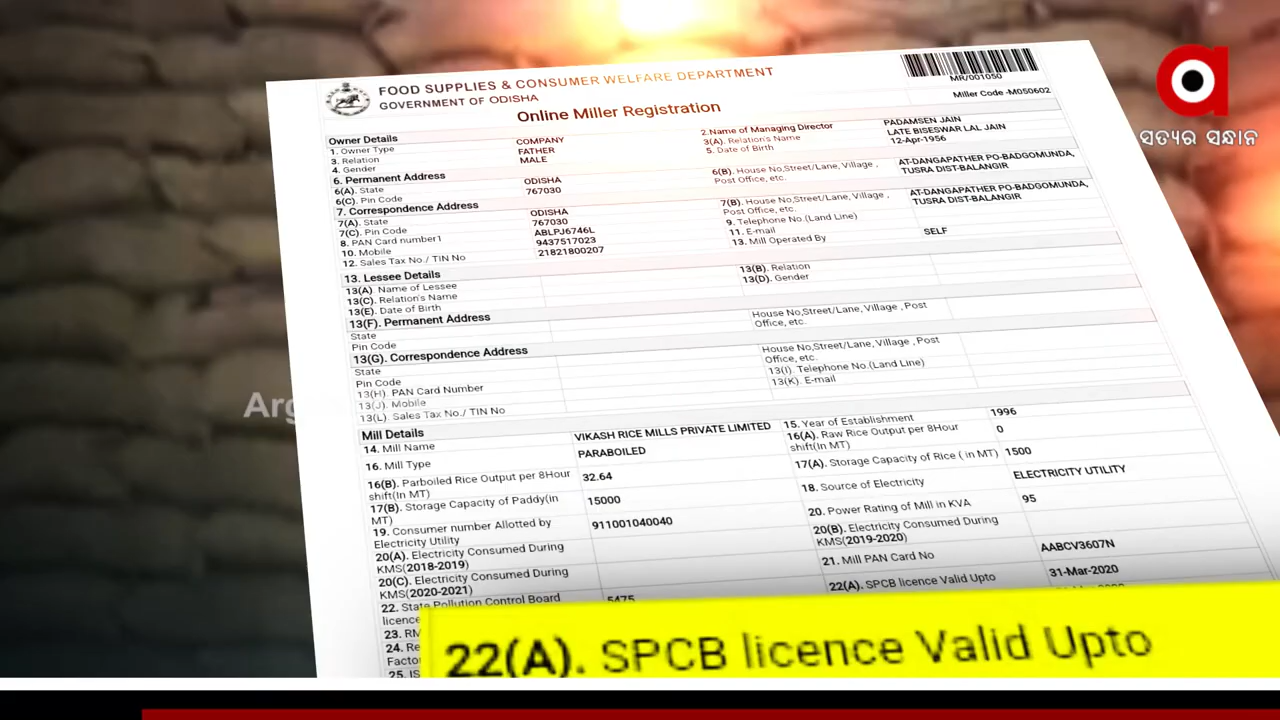 FOOD SUPPLIES & CONSUMER WELFARE DEPARTMENT
GOVERNMENT OF ODISHA
MR/001050
Miller Code -M050602
Online Miller Registration
ସତ୍ୟର ସନ୍ଧାନ
Owner Details
1. Owner Type COMPANY 2.Name of Managing Director PADAMSEN JAIN
3. Relation FATHER 3(A). Relation's Name LATE BISESWAR LAL JAIN
4. Gender MALE 5. Date of Birth 12-Apr-1956
6. Permanent Address
6(A). State ODISHA 6(B). House No,Street/Lane, Village , AT-DANGAPATHER PO-BADGOMUNDA,
6(C). Pin Code 767030 Post Office, etc. TUSRA DIST-BALANGIR
7. Correspondence Address
7(A). State ODISHA 7(B). House No,Street/Lane, Village , AT-DANGAPATHER PO-BADGOMUNDA,
7(C). Pin Code 767030 Post Office, etc. TUSRA DIST-BALANGIR
8. PAN Card number1 ABLPJ6746L 9. Telephone No.(Land Line)
10. Mobile 9437517023 11. E-mail
12. Sales Tax No / TIN No 21821800207 13. Mill Operated By SELF
13. Lessee Details
13(A). Name of Lessee 13(B). Relation
13(C). Relation's Name 13(D). Gender
13(E). Date of Birth
13(F). Permanent Address
State House No,Street/Lane, Village ,Post
Pin Code Office, etc.
13(G). Correspondence Address
State House No,Street/Lane, Village ,Post
Pin Code Office, etc.
13(H). PAN Card Number 13(I). Telephone No.(Land Line)
13(J). Mobile 13(K). E-mail
13(L). Sales Tax No./ TIN No
Mill Details
14. Mill Name VIKASH RICE MILLS PRIVATE LIMITED 15. Year of Establishment 1996
16. Mill Type PARABOILED 16(A). Raw Rice Output per 8Hour 0
shift(In MT)
16(B). Parboiled Rice Output per 8Hour 32.64 17(A). Storage Capacity of Rice ( in MT) 1500
shift(In MT)
17(B). Storage Capacity of Paddy(in 15000 18. Source of Electricity ELECTRICITY UTILITY
MT)
19. Consumer number Allotted by 911001040040 20. Power Rating of Mill in KVA 95
Electricity Utility
20(A). Electricity Consumed During 20(B). Electricity Consumed During
KMS(2018-2019) KMS(2019-2020)
20(C). Electricity Consumed During 21. Mill PAN Card No AABCV3607N
KMS(2020-2021)
22. State Pollution Control Board 5475 22(A). SPCB licence Valid Upto 31-Mar-2020
licence
23. RM
24. Re
Facto
25. IS
22(A). SPCB licence Valid Upto
Arg